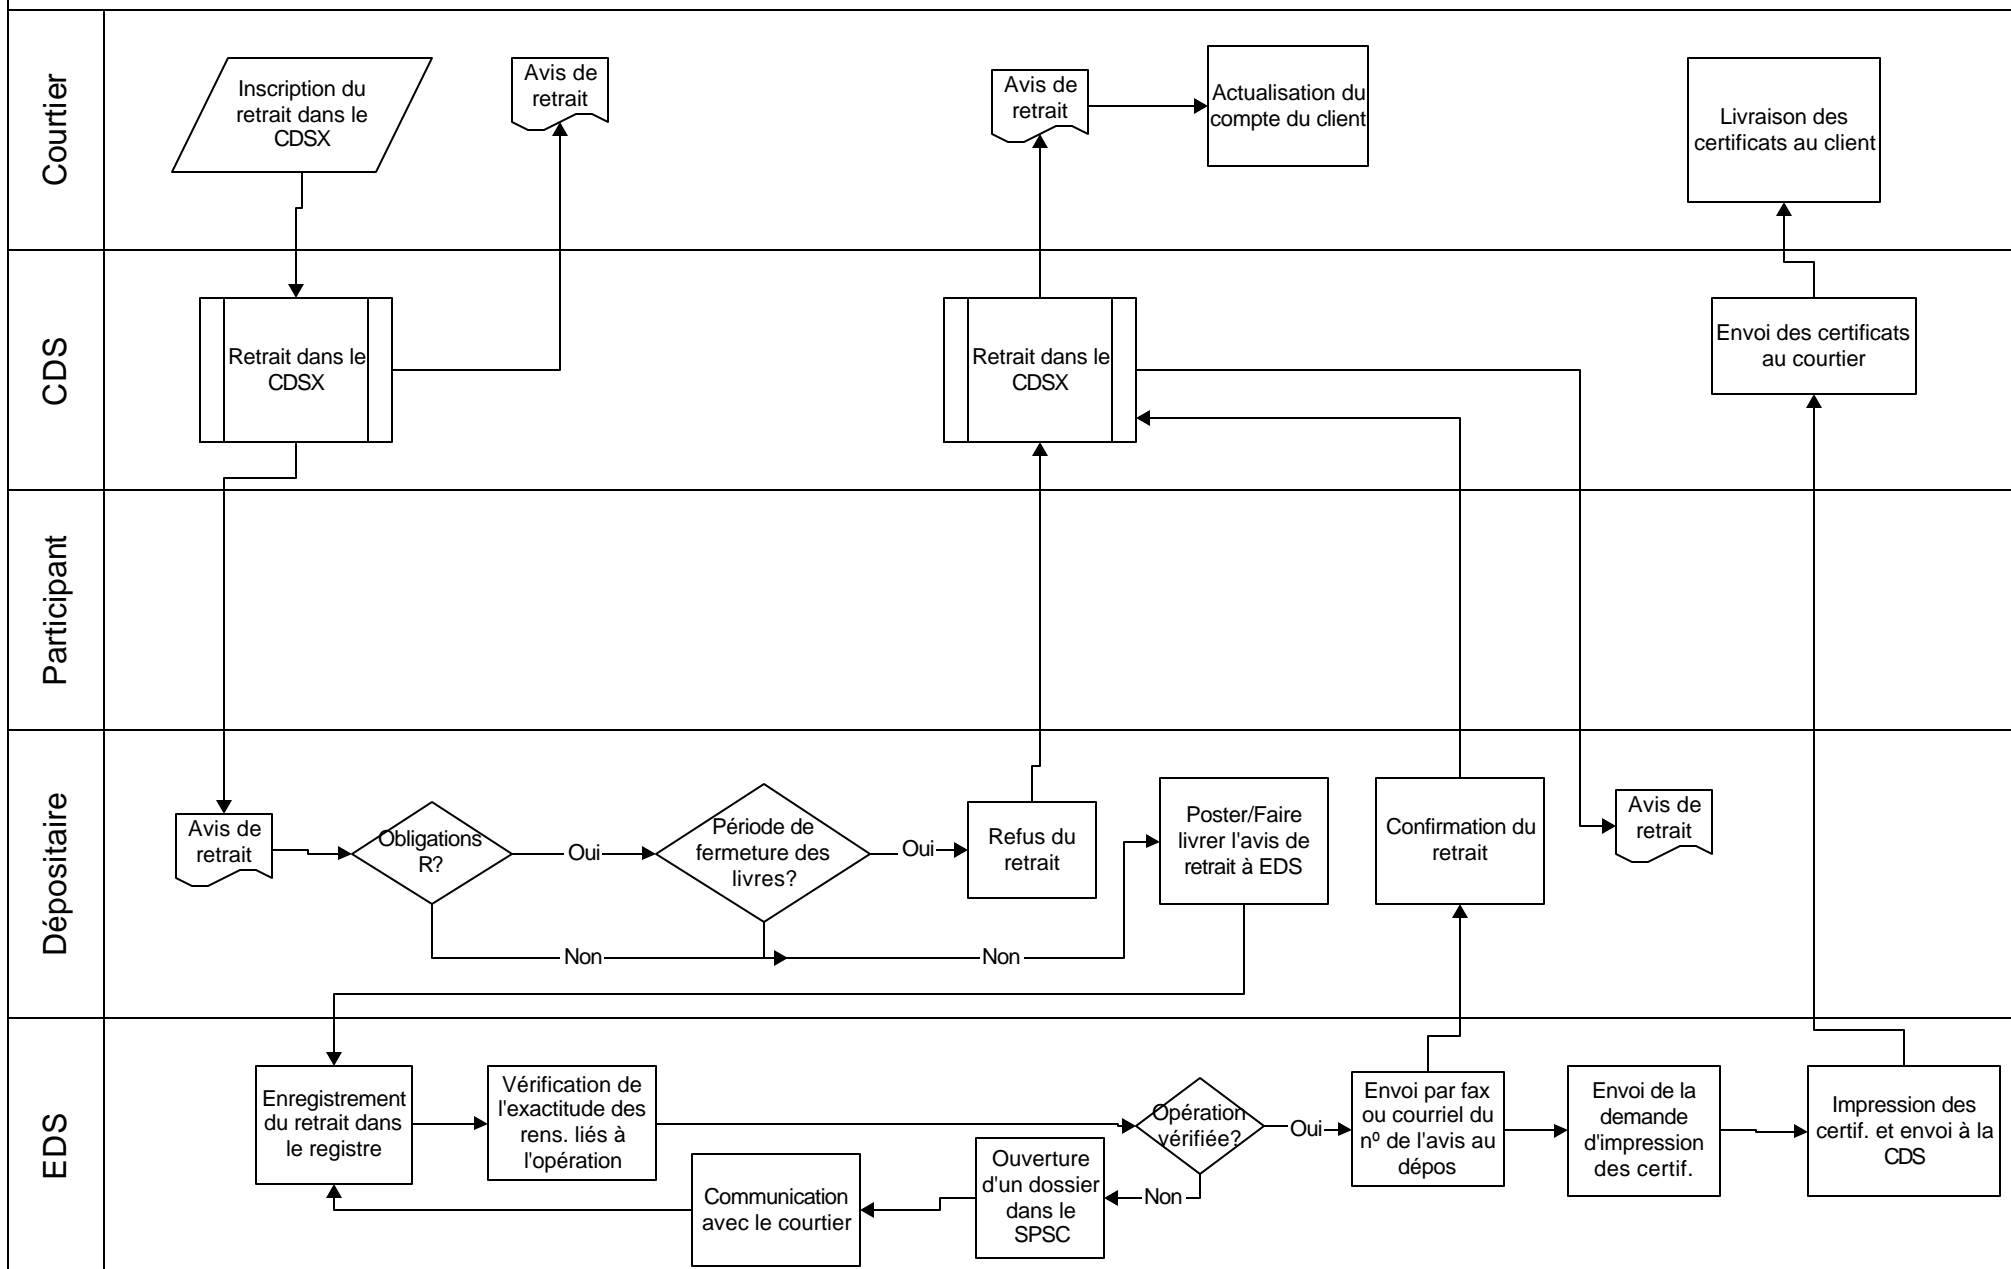 Courtier
Inscription du
retrait dans le
CDSX
Avis de
retrait
Avis de
retrait
Actualisation du
compte du client
Livraison des
certificats au client
CDS
Retrait dans le
CDSX
Retrait dans le
CDSX
Envoi des certificats
au courtier
Participant
Dépositaire
Avis de
retrait
Obligations
R?
Oui
Période de
fermeture des
livres?
Oui
Refus du
retrait
Poster/Faire
livrer l'avis de
retrait à EDS
Confirmation du
retrait
Avis de
retrait
Non
Non
EDS
Enregistrement
du retrait dans
le registre
Vérification de
l'exactitude des
rens. liés à
l'opération
Opération
vérifiée?
Oui
Envoi par fax
ou courriel du
nº de l'avis au
dépos
Envoi de la
demande
d'impression
des certif.
Impression des
certif. et envoi à la
CDS
Communication
avec le courtier
Ouverture
d'un dossier
dans le
SPSC
Non